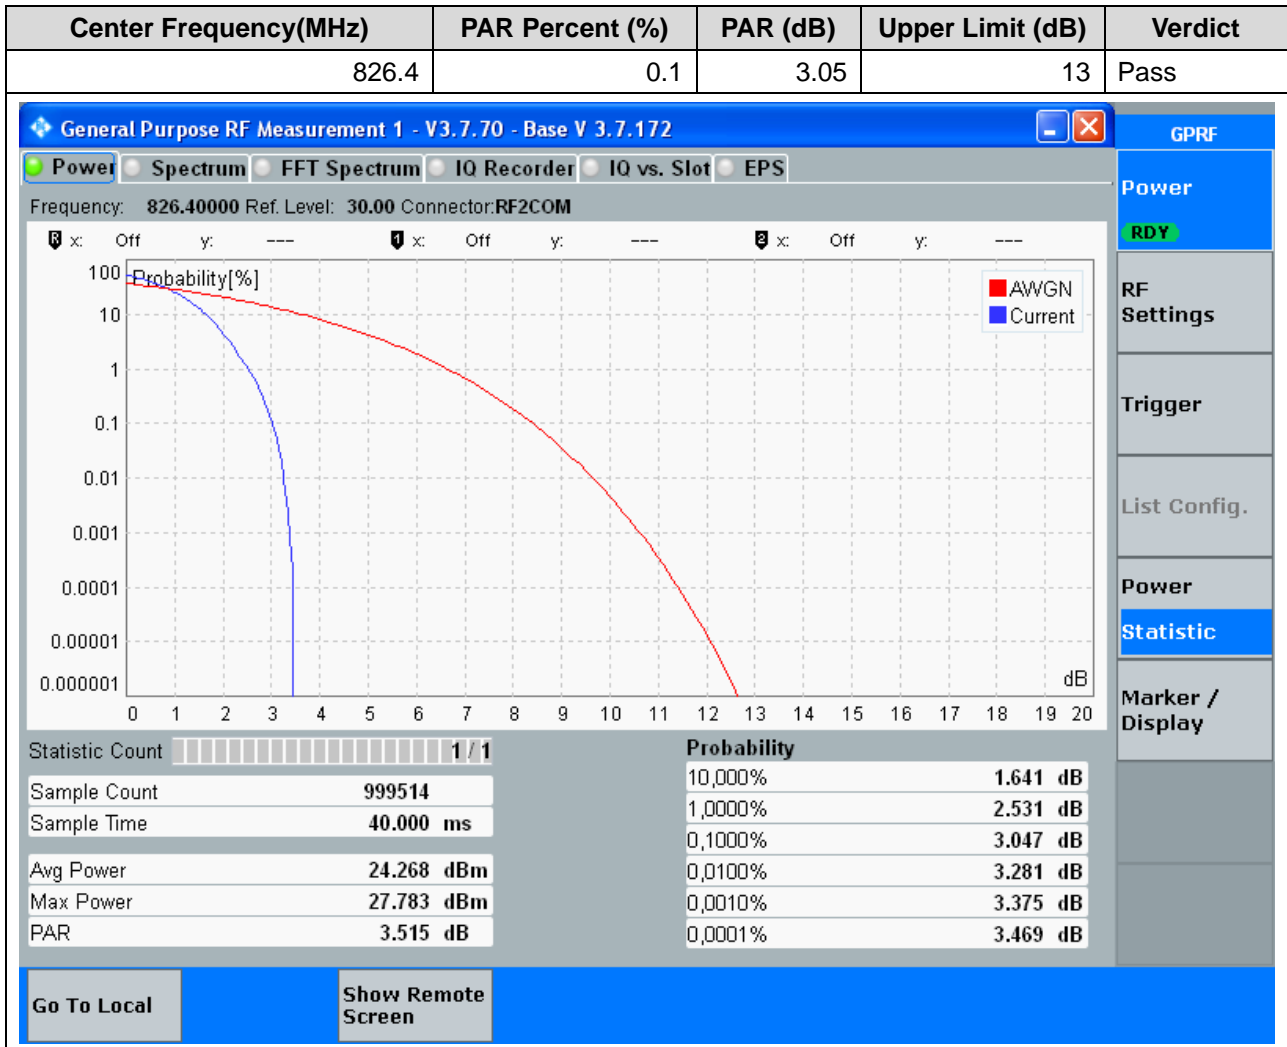 Center Frequency(MHz) PAR Percent (%) PAR (dB) Upper Limit (dB) Verdict
826.4 0.1 3.05 13 Pass
General Purpose RF Measurement 1 - V3.7.70 - Base V 3.7.172
GPRF
Power Spectrum FFT Spectrum IQ Recorder IQ vs. Slot EPS
Power
RDY
Frequency: 826.40000 Ref. Level: 30.00 Connector:RF2COM
R x: Off y: --- 1 x: Off y: --- 2 x: Off y: ---
Probability[%]
AWGN
Current
100
10
1
0.1
0.01
0.001
0.0001
0.00001
0.000001
dB
0 1 2 3 4 5 6 7 8 9 10 11 12 13 14 15 16 17 18 19 20
RF
Settings
Trigger
List Config.
Power
Statistic
Marker /
Display
Statistic Count 1 / 1
Sample Count 999514
Sample Time 40.000 ms
Avg Power 24.268 dBm
Max Power 27.783 dBm
PAR 3.515 dB
Probability
10,000% 1.641 dB
1,0000% 2.531 dB
0,1000% 3.047 dB
0,0100% 3.281 dB
0,0010% 3.375 dB
0,0001% 3.469 dB
Go To Local
Show Remote
Screen